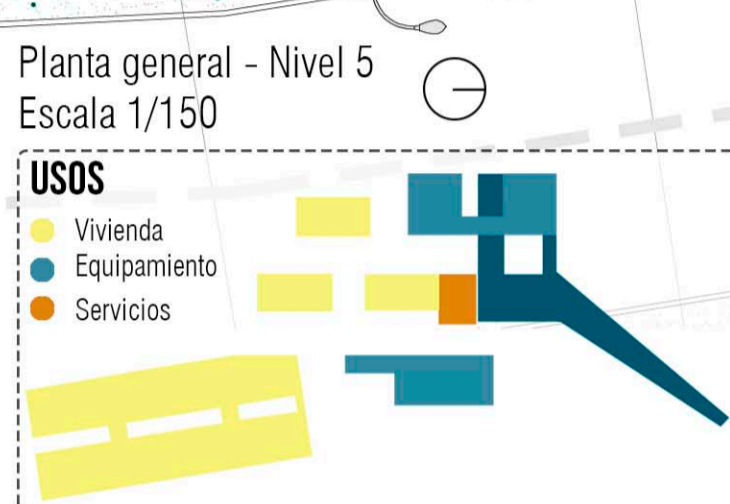 Planta general - Nivel 5
Escala 1/150
USOS
Vivienda
Equipamiento
Servicios